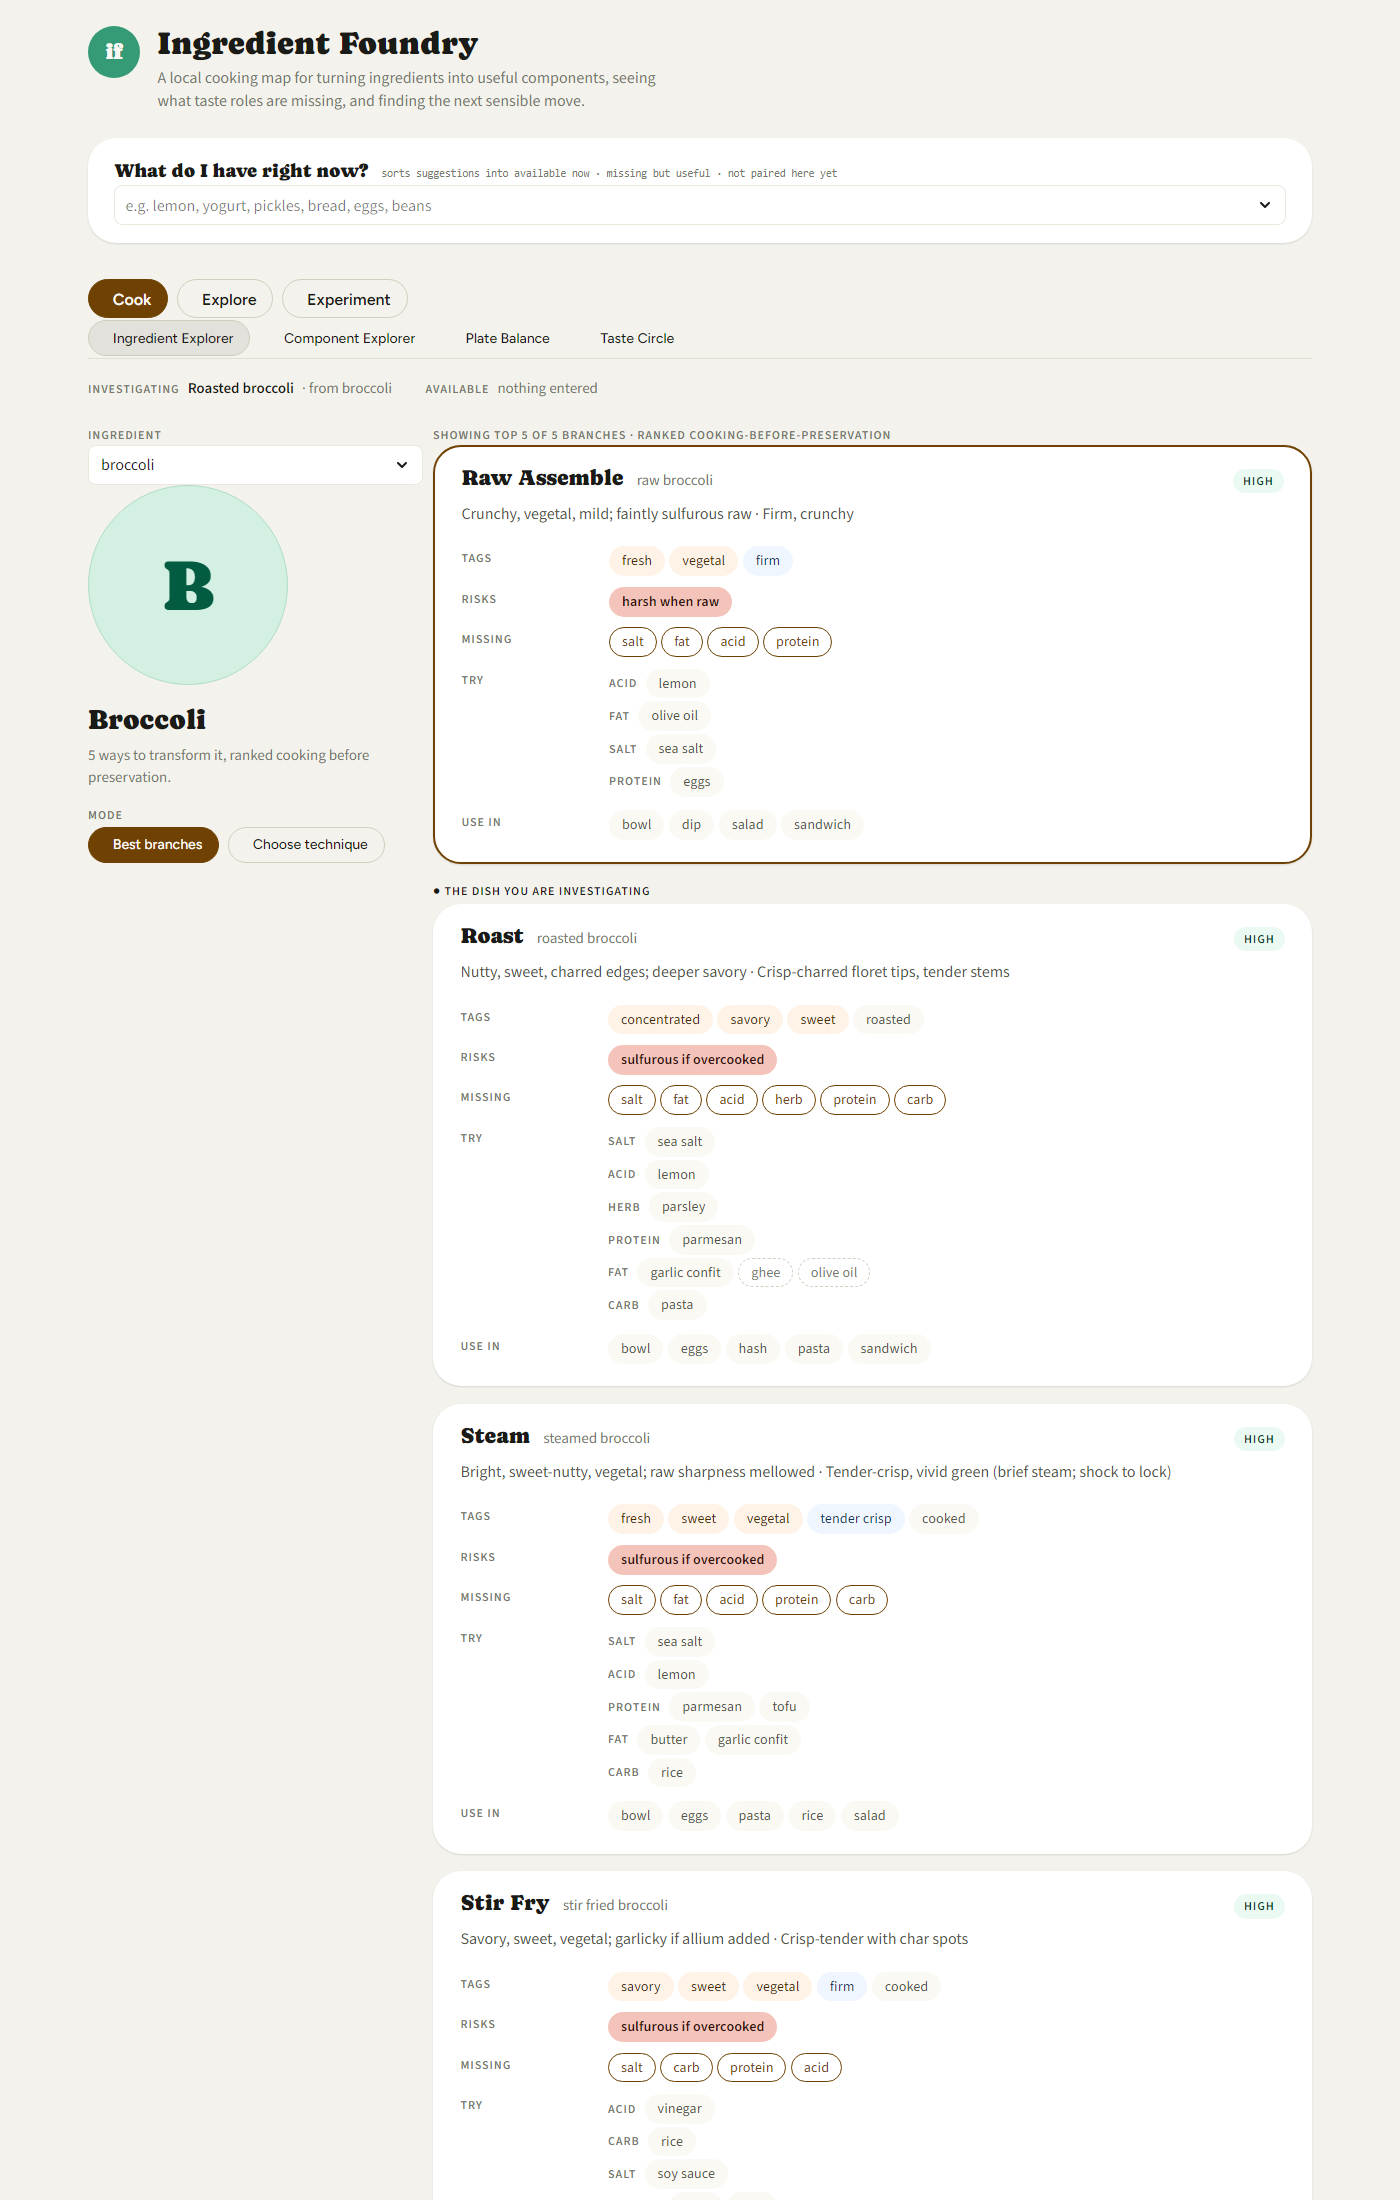 if
Ingredient Foundry
A local cooking map for turning ingredients into useful components, seeing
what taste roles are missing, and finding the next sensible move.
What do I have right now? sorts suggestions into available now · missing but useful · not paired here yet
e.g. lemon, yogurt, pickles, bread, eggs, beans
Cook Explore Experiment
Ingredient Explorer Component Explorer Plate Balance Taste Circle
INVESTIGATING Roasted broccoli · from broccoli AVAILABLE nothing entered
INGREDIENT
broccoli
B
Broccoli
5 ways to transform it, ranked cooking before
preservation.
MODE
Best branches Choose technique
SHOWING TOP 5 OF 5 BRANCHES · RANKED COOKING-BEFORE-PRESERVATION
Raw Assemble raw broccoli HIGH
Crunchy, vegetal, mild; faintly sulfurous raw · Firm, crunchy
TAGS fresh vegetal firm
RISKS harsh when raw
MISSING salt fat acid protein
TRY ACID lemon
FAT olive oil
SALT sea salt
PROTEIN eggs
USE IN bowl dip salad sandwich
● THE DISH YOU ARE INVESTIGATING
Roast roasted broccoli HIGH
Nutty, sweet, charred edges; deeper savory · Crisp-charred floret tips, tender stems
TAGS concentrated savory sweet roasted
RISKS sulfurous if overcooked
MISSING salt fat acid herb protein carb
TRY SALT sea salt
ACID lemon
HERB parsley
PROTEIN parmesan
FAT garlic confit ghee olive oil
CARB pasta
USE IN bowl eggs hash pasta sandwich
Steam steamed broccoli HIGH
Bright, sweet-nutty, vegetal; raw sharpness mellowed · Tender-crisp, vivid green (brief steam; shock to lock)
TAGS fresh sweet vegetal tender crisp cooked
RISKS sulfurous if overcooked
MISSING salt fat acid protein carb
TRY SALT sea salt
ACID lemon
PROTEIN parmesan tofu
FAT butter garlic confit
CARB rice
USE IN bowl eggs pasta rice salad
Stir Fry stir fried broccoli HIGH
Savory, sweet, vegetal; garlicky if allium added · Crisp-tender with char spots
TAGS savory sweet vegetal firm cooked
RISKS sulfurous if overcooked
MISSING salt carb protein acid
TRY ACID vinegar
CARB rice
SALT soy sauce